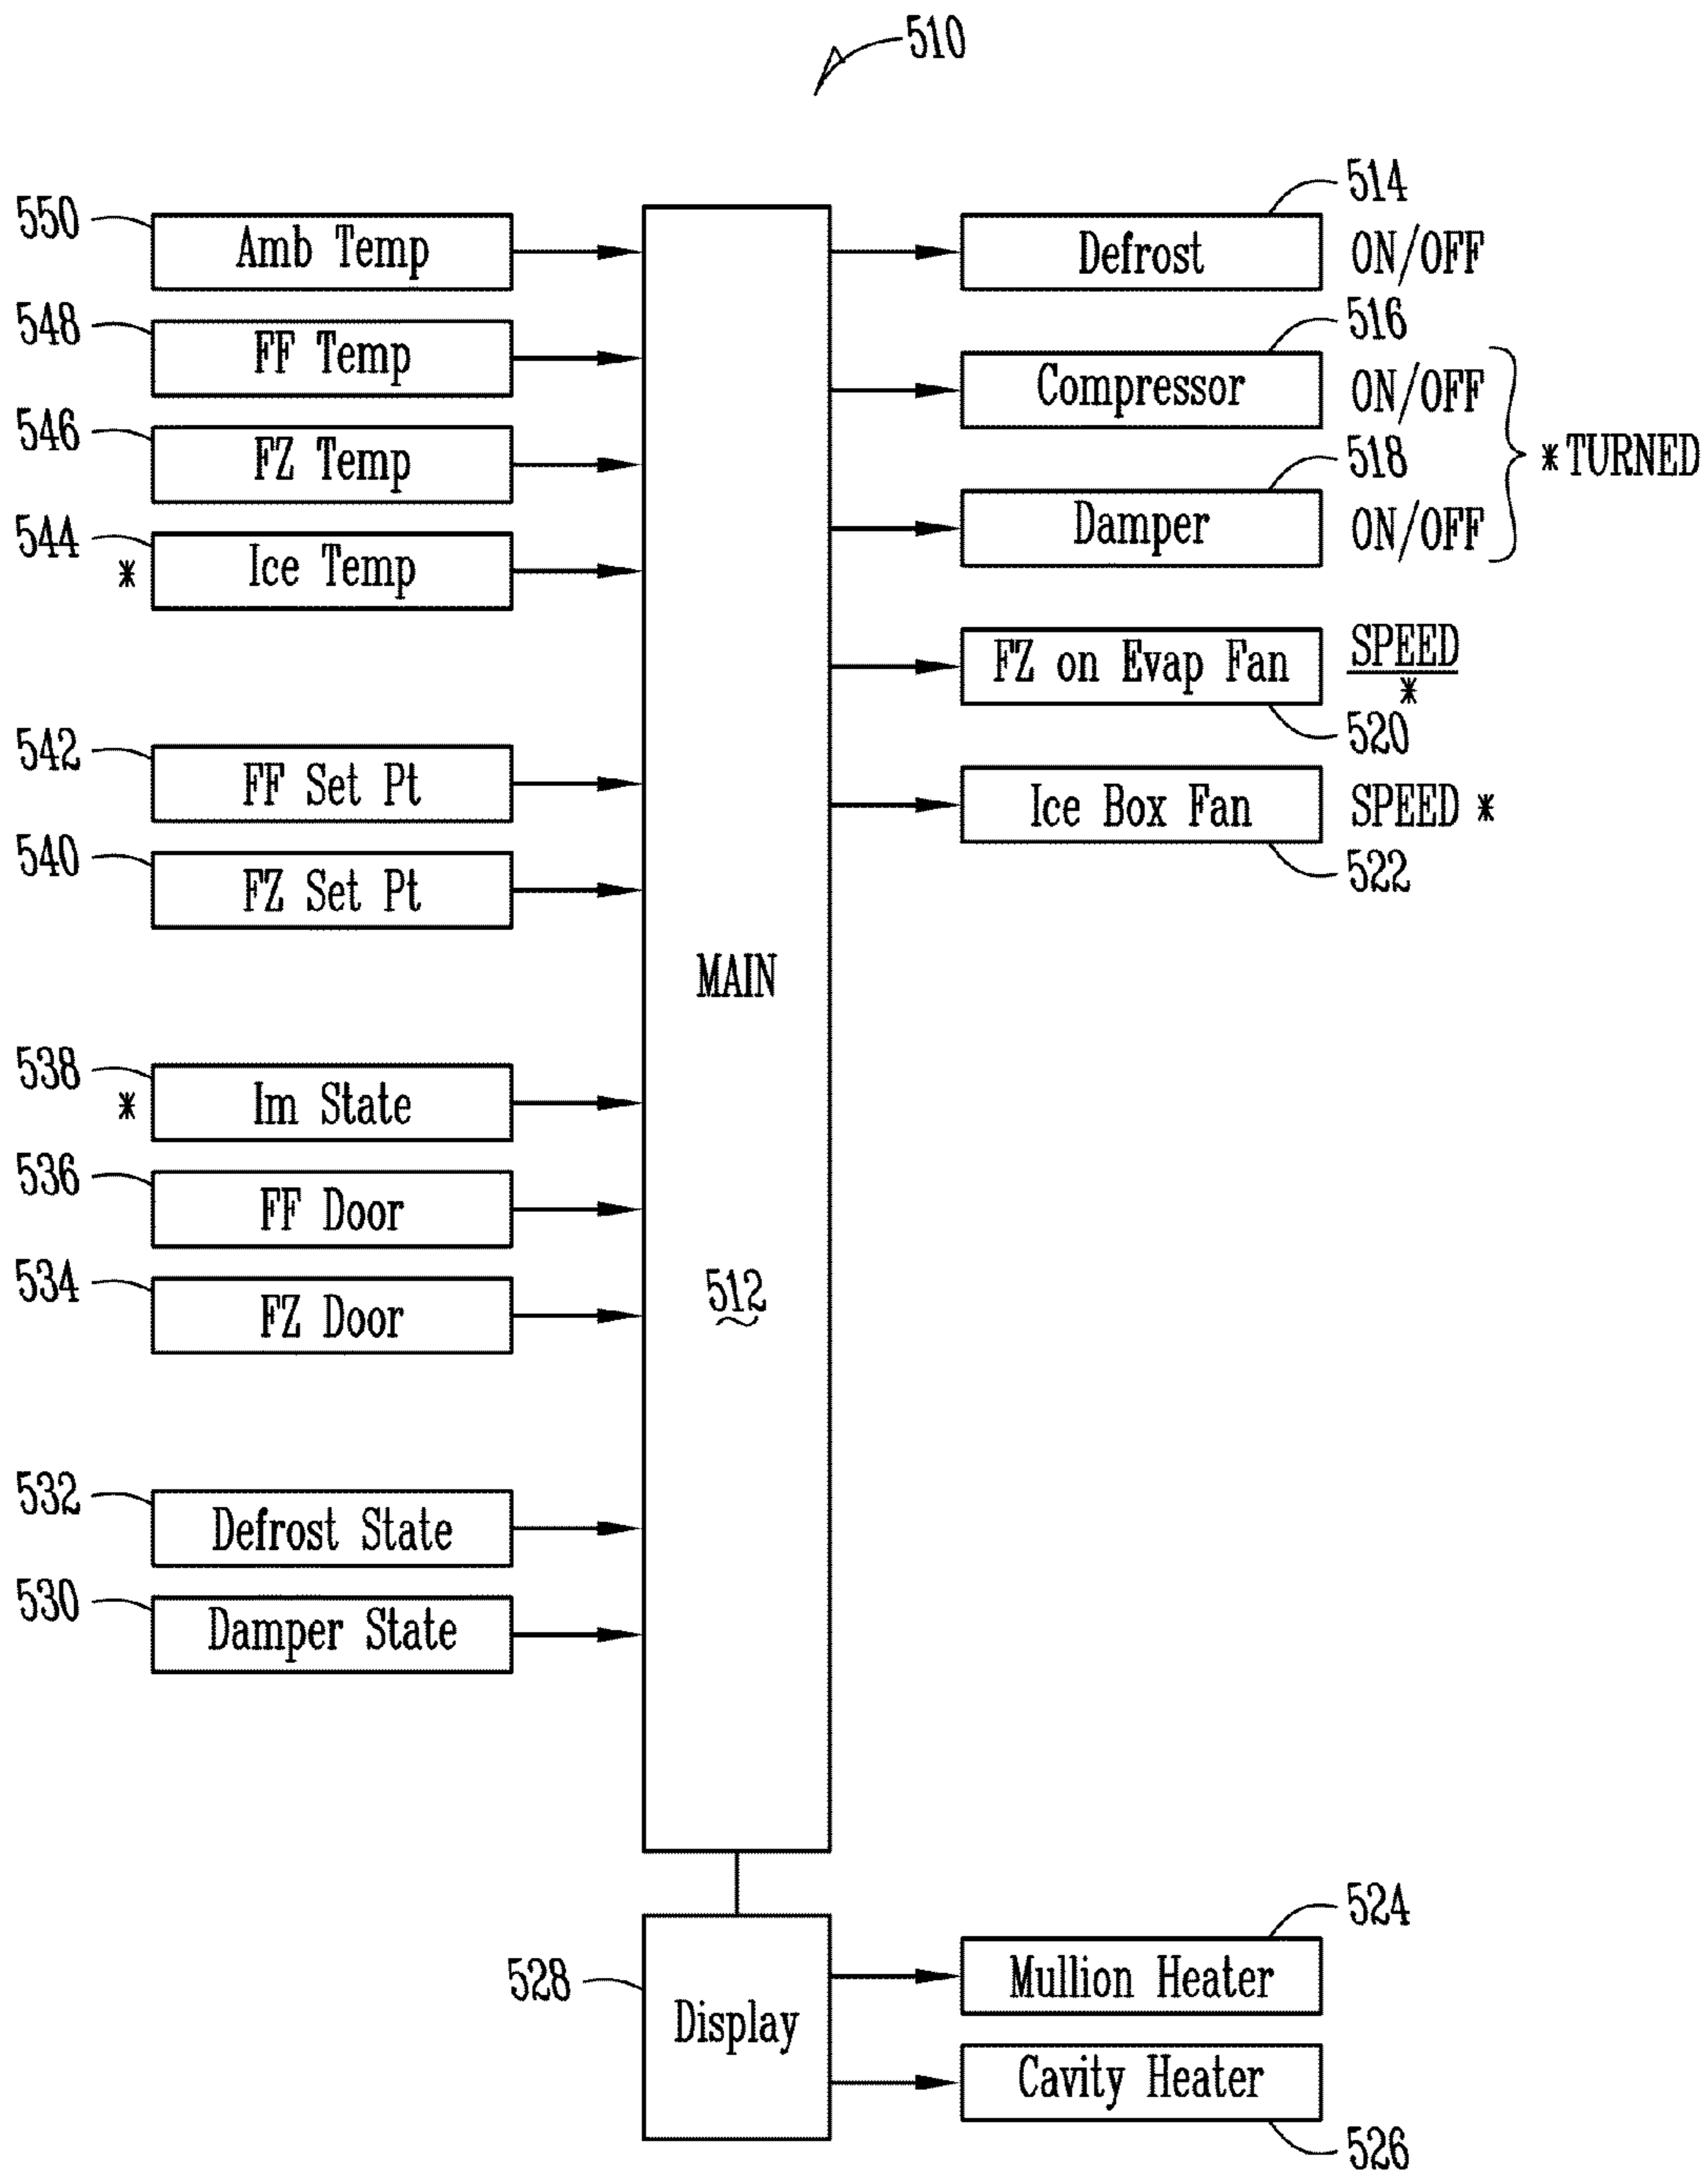 510
550
Amb Temp
548
FF Temp
546
FZ Temp
544
* Ice Temp
542
FF Set Pt
540
FZ Set Pt
538
* Im State
536
FF Door
534
FZ Door
532
Defrost State
530
Damper State
MAIN
512
514
Defrost ON/OFF
516
Compressor ON/OFF
518
Damper ON/OFF
* TURNED
FZ on Evap Fan SPEED
*
520
Ice Box Fan SPEED *
522
528
Display
524
Mullion Heater
Cavity Heater
526